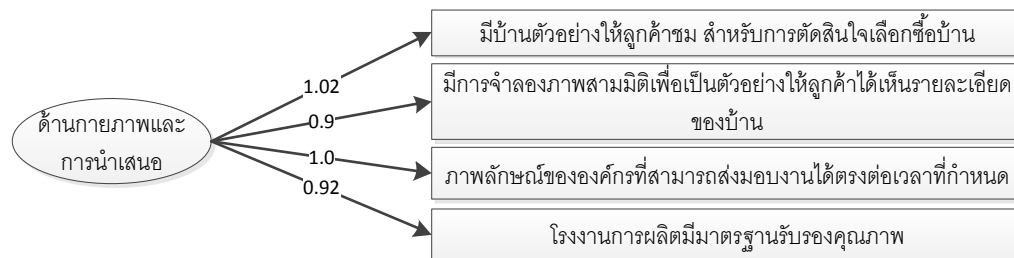 มีบ้านตัวอย่างให้ลูกค้าชม สำหรับการตัดสินใจเลือกซื้อบ้าน
1.02
มีการจำลองภาพสามมิติเพื่อเป็นตัวอย่างให้ลูกค้าได้เห็นรายละเอียด
ของบ้าน
0.9
ด้านกายภาพและ
การนำเสนอ
1.0
ภาพลักษณ์ขององค์กรที่สามารถส่งมอบงานได้ตรงต่อเวลาที่กำหนด
0.92
โรงงานการผลิตมีมาตรฐานรับรองคุณภาพ